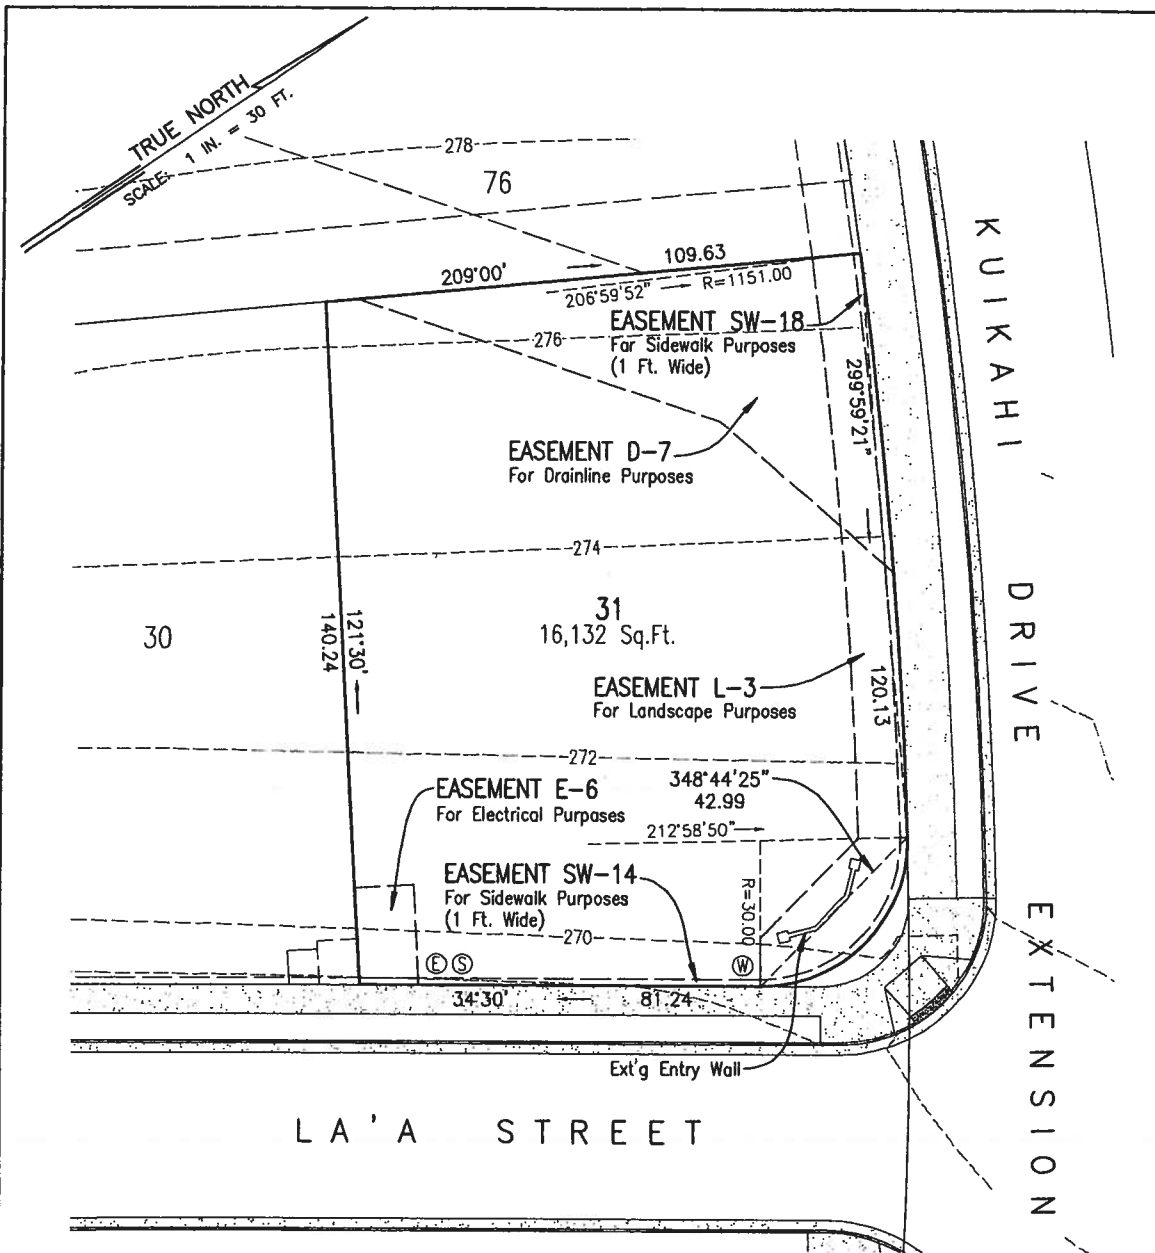 TRUE NORTH
SCALE: 1 IN. = 30 FT.
278
76
109.63
209°00'
206°59'52" R=1151.00
EASEMENT SW-18
For Sidewalk Purposes
(1 Ft. Wide)
276
299°59'21"
EASEMENT D-7
For Drainline Purposes
274
KUIKAHI DRIVE EXTENSION
30
121°30'
140.24
31
16,132 Sq.Ft.
EASEMENT L-3
For Landscape Purposes
120.13
272
348°44'25"
42.99
EASEMENT E-6
For Electrical Purposes
212°58'50"
EASEMENT SW-14
For Sidewalk Purposes
(1 Ft. Wide)
R=30.00
270
E S W
34°30' 81.24
Ext'g Entry Wall
LA'A STREET